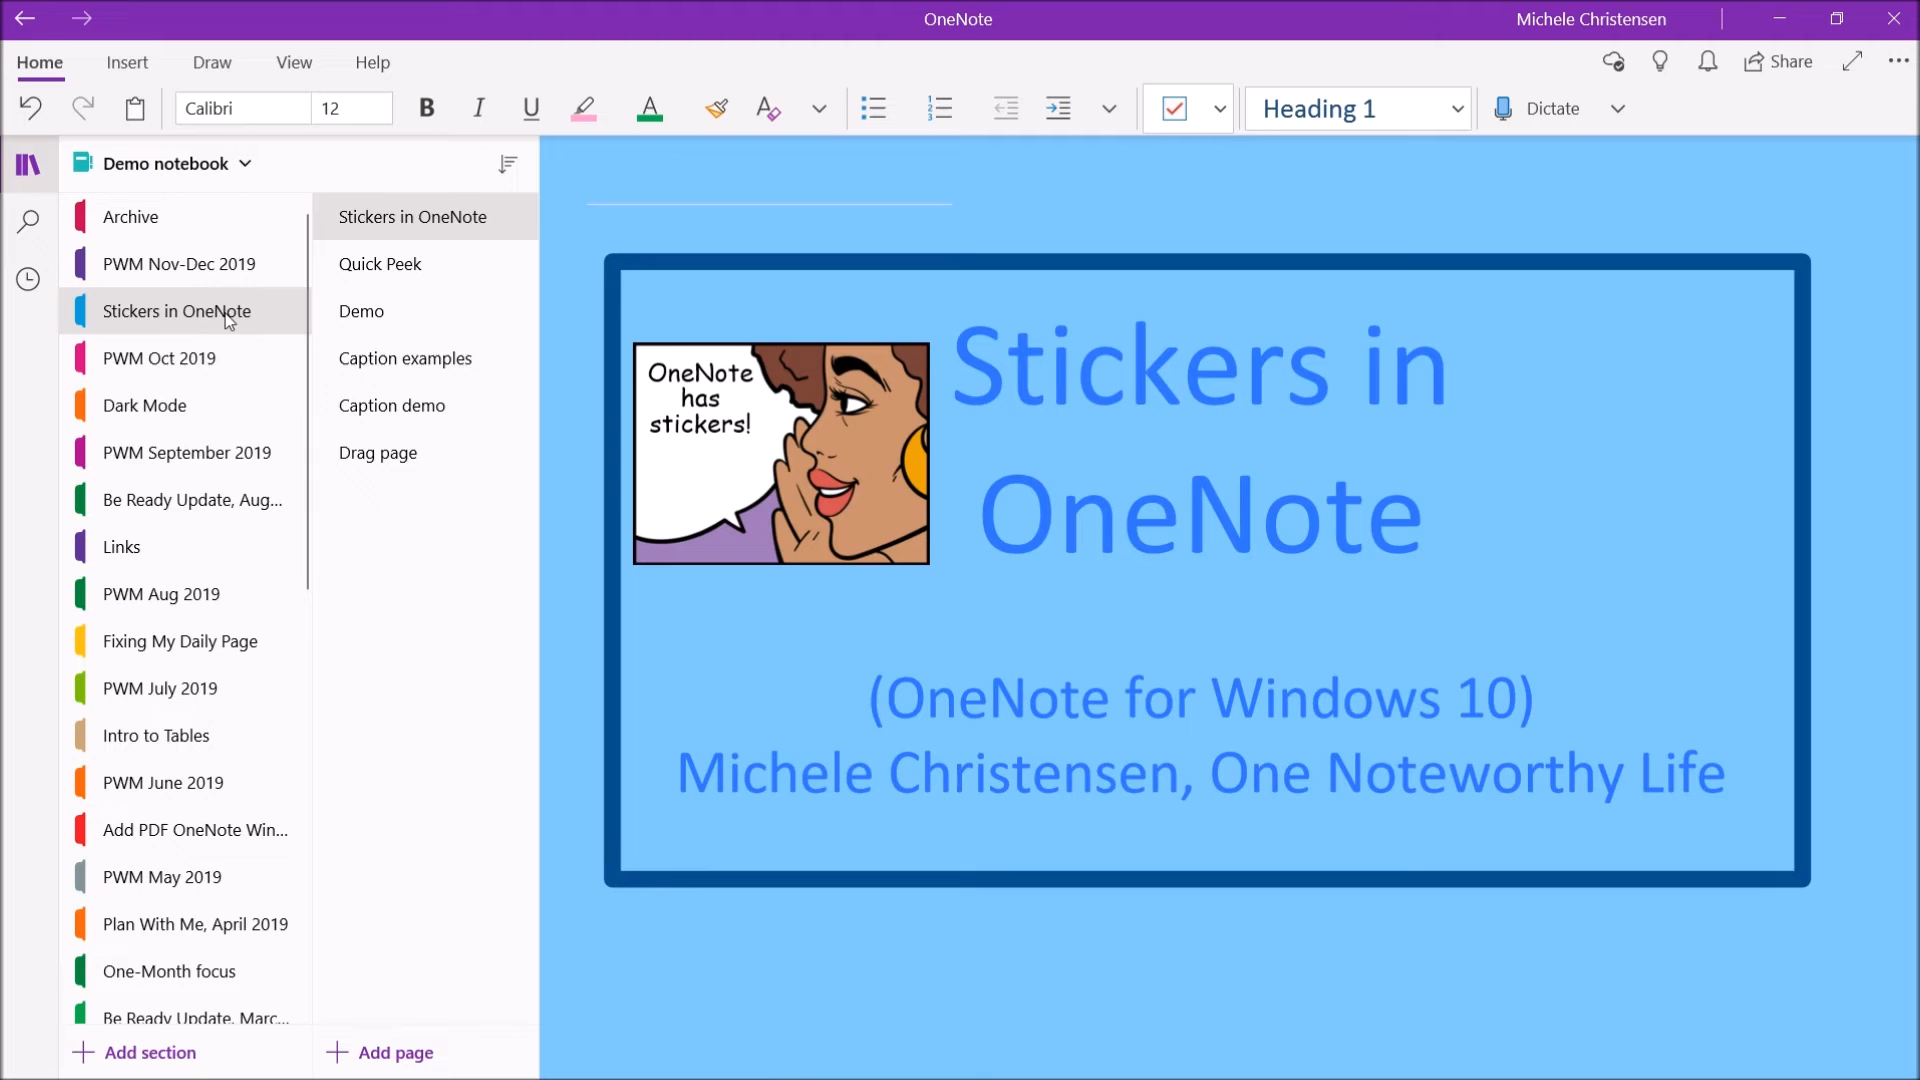 OneNote
Michele Christensen
Home
Insert
Draw
View
Help
Share
Calibri
12
B
I
U
A
A
1
2
3
Heading 1
Dictate
Demo notebook
Archive
PWM Nov-Dec 2019
Stickers in OneNote
PWM Oct 2019
Dark Mode
PWM September 2019
Be Ready Update, Aug...
Links
PWM Aug 2019
Fixing My Daily Page
PWM July 2019
Intro to Tables
PWM June 2019
Add PDF OneNote Win...
PWM May 2019
Plan With Me, April 2019
One-Month focus
Be Ready Update, Marc...
Add section
Stickers in OneNote
Quick Peek
Demo
Caption examples
Caption demo
Drag page
Add page
OneNote
has
stickers!
Stickers in
OneNote
(OneNote for Windows 10)
Michele Christensen, One Noteworthy Life